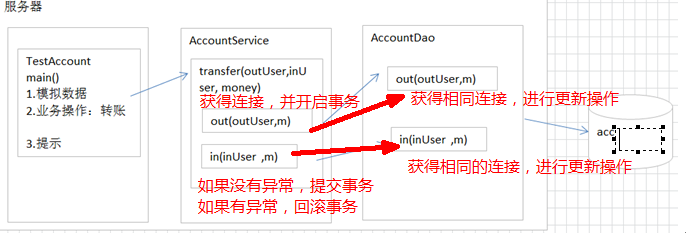 服务器
TestAccount
main()
1.模拟数据
2.业务操作：转账
3.提示
AccountService
transfer(outUser,inU
ser, money)
获得连接，并开启事务
out(outUser,m)
in(inUser ,m)
如果没有异常，提交事务
如果有异常，回滚事务
AccountDao
out(outUser,m)
获得相同连接，进行更新操作
in(inUser ,m)
获得相同的连接，进行更新操作
acc